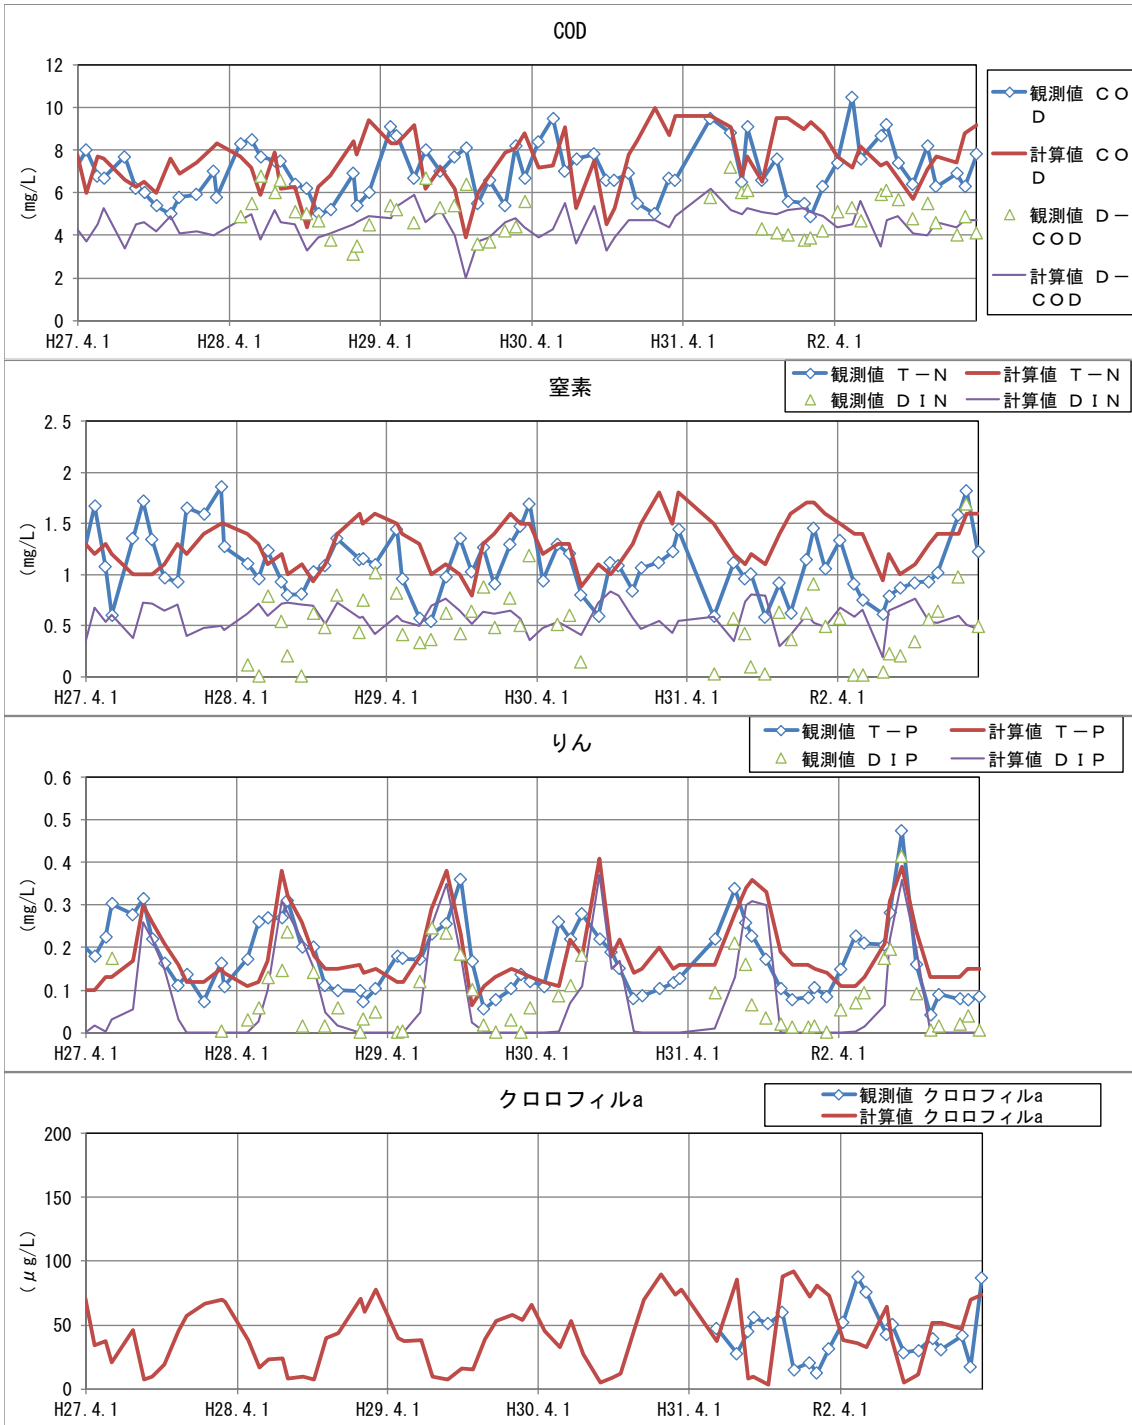 COD
12
10
8
6
4
2
0
(mg/L)
H27.4.1 H28.4.1 H29.4.1 H30.4.1 H31.4.1 R2.4.1
観測値 ＣＯ
Ｄ
計算値 ＣＯ
Ｄ
観測値 Ｄ－
ＣＯＤ
計算値 Ｄ－
ＣＯＤ
窒素
観測値 Ｔ－Ｎ 計算値 Ｔ－Ｎ
観測値 ＤＩＮ 計算値 ＤＩＮ
2.5
2
1.5
1
0.5
0
(mg/L)
H27.4.1 H28.4.1 H29.4.1 H30.4.1 H31.4.1 R2.4.1
りん
観測値 Ｔ－Ｐ 計算値 Ｔ－Ｐ
観測値 ＤＩＰ 計算値 ＤＩＰ
0.6
0.5
0.4
0.3
0.2
0.1
0
(mg/L)
H27.4.1 H28.4.1 H29.4.1 H30.4.1 H31.4.1 R2.4.1
クロロフィルa
観測値 クロロフィルa
計算値 クロロフィルa
200
150
100
50
0
(μg/L)
H27.4.1 H28.4.1 H29.4.1 H30.4.1 H31.4.1 R2.4.1